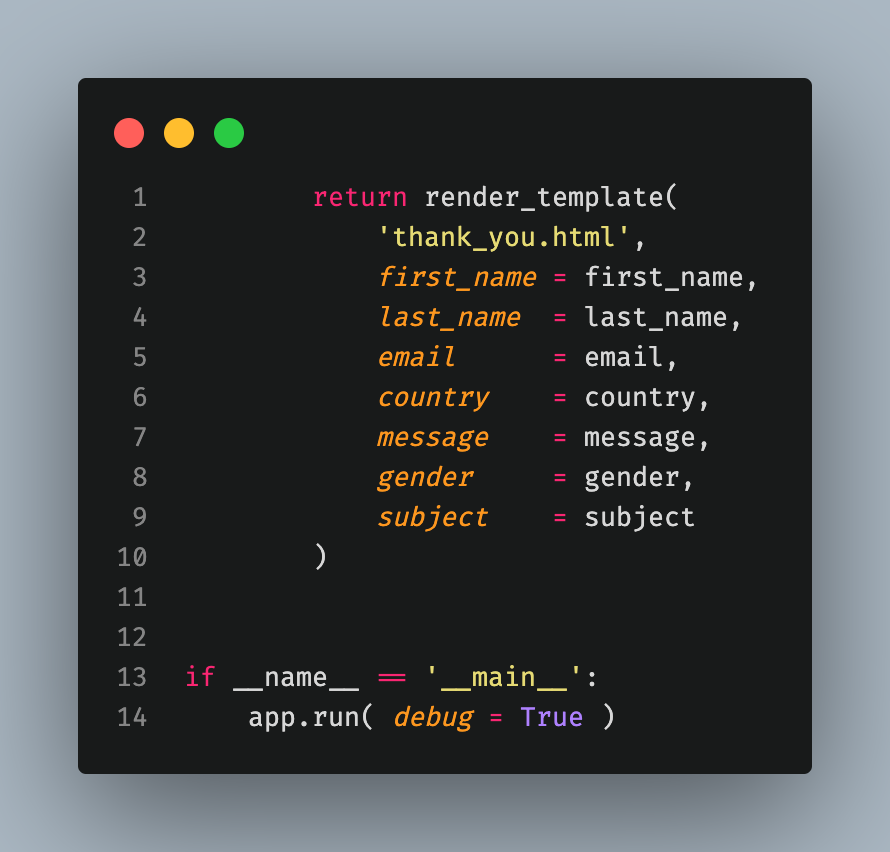 1         return render_template(
2             'thank_you.html',
3             first_name = first_name,
4             last_name  = last_name,
5             email      = email,
6             country    = country,
7             message    = message,
8             gender     = gender,
9             subject    = subject
10         )
11
12
13 if __name__ == '__main__':
14     app.run( debug = True )